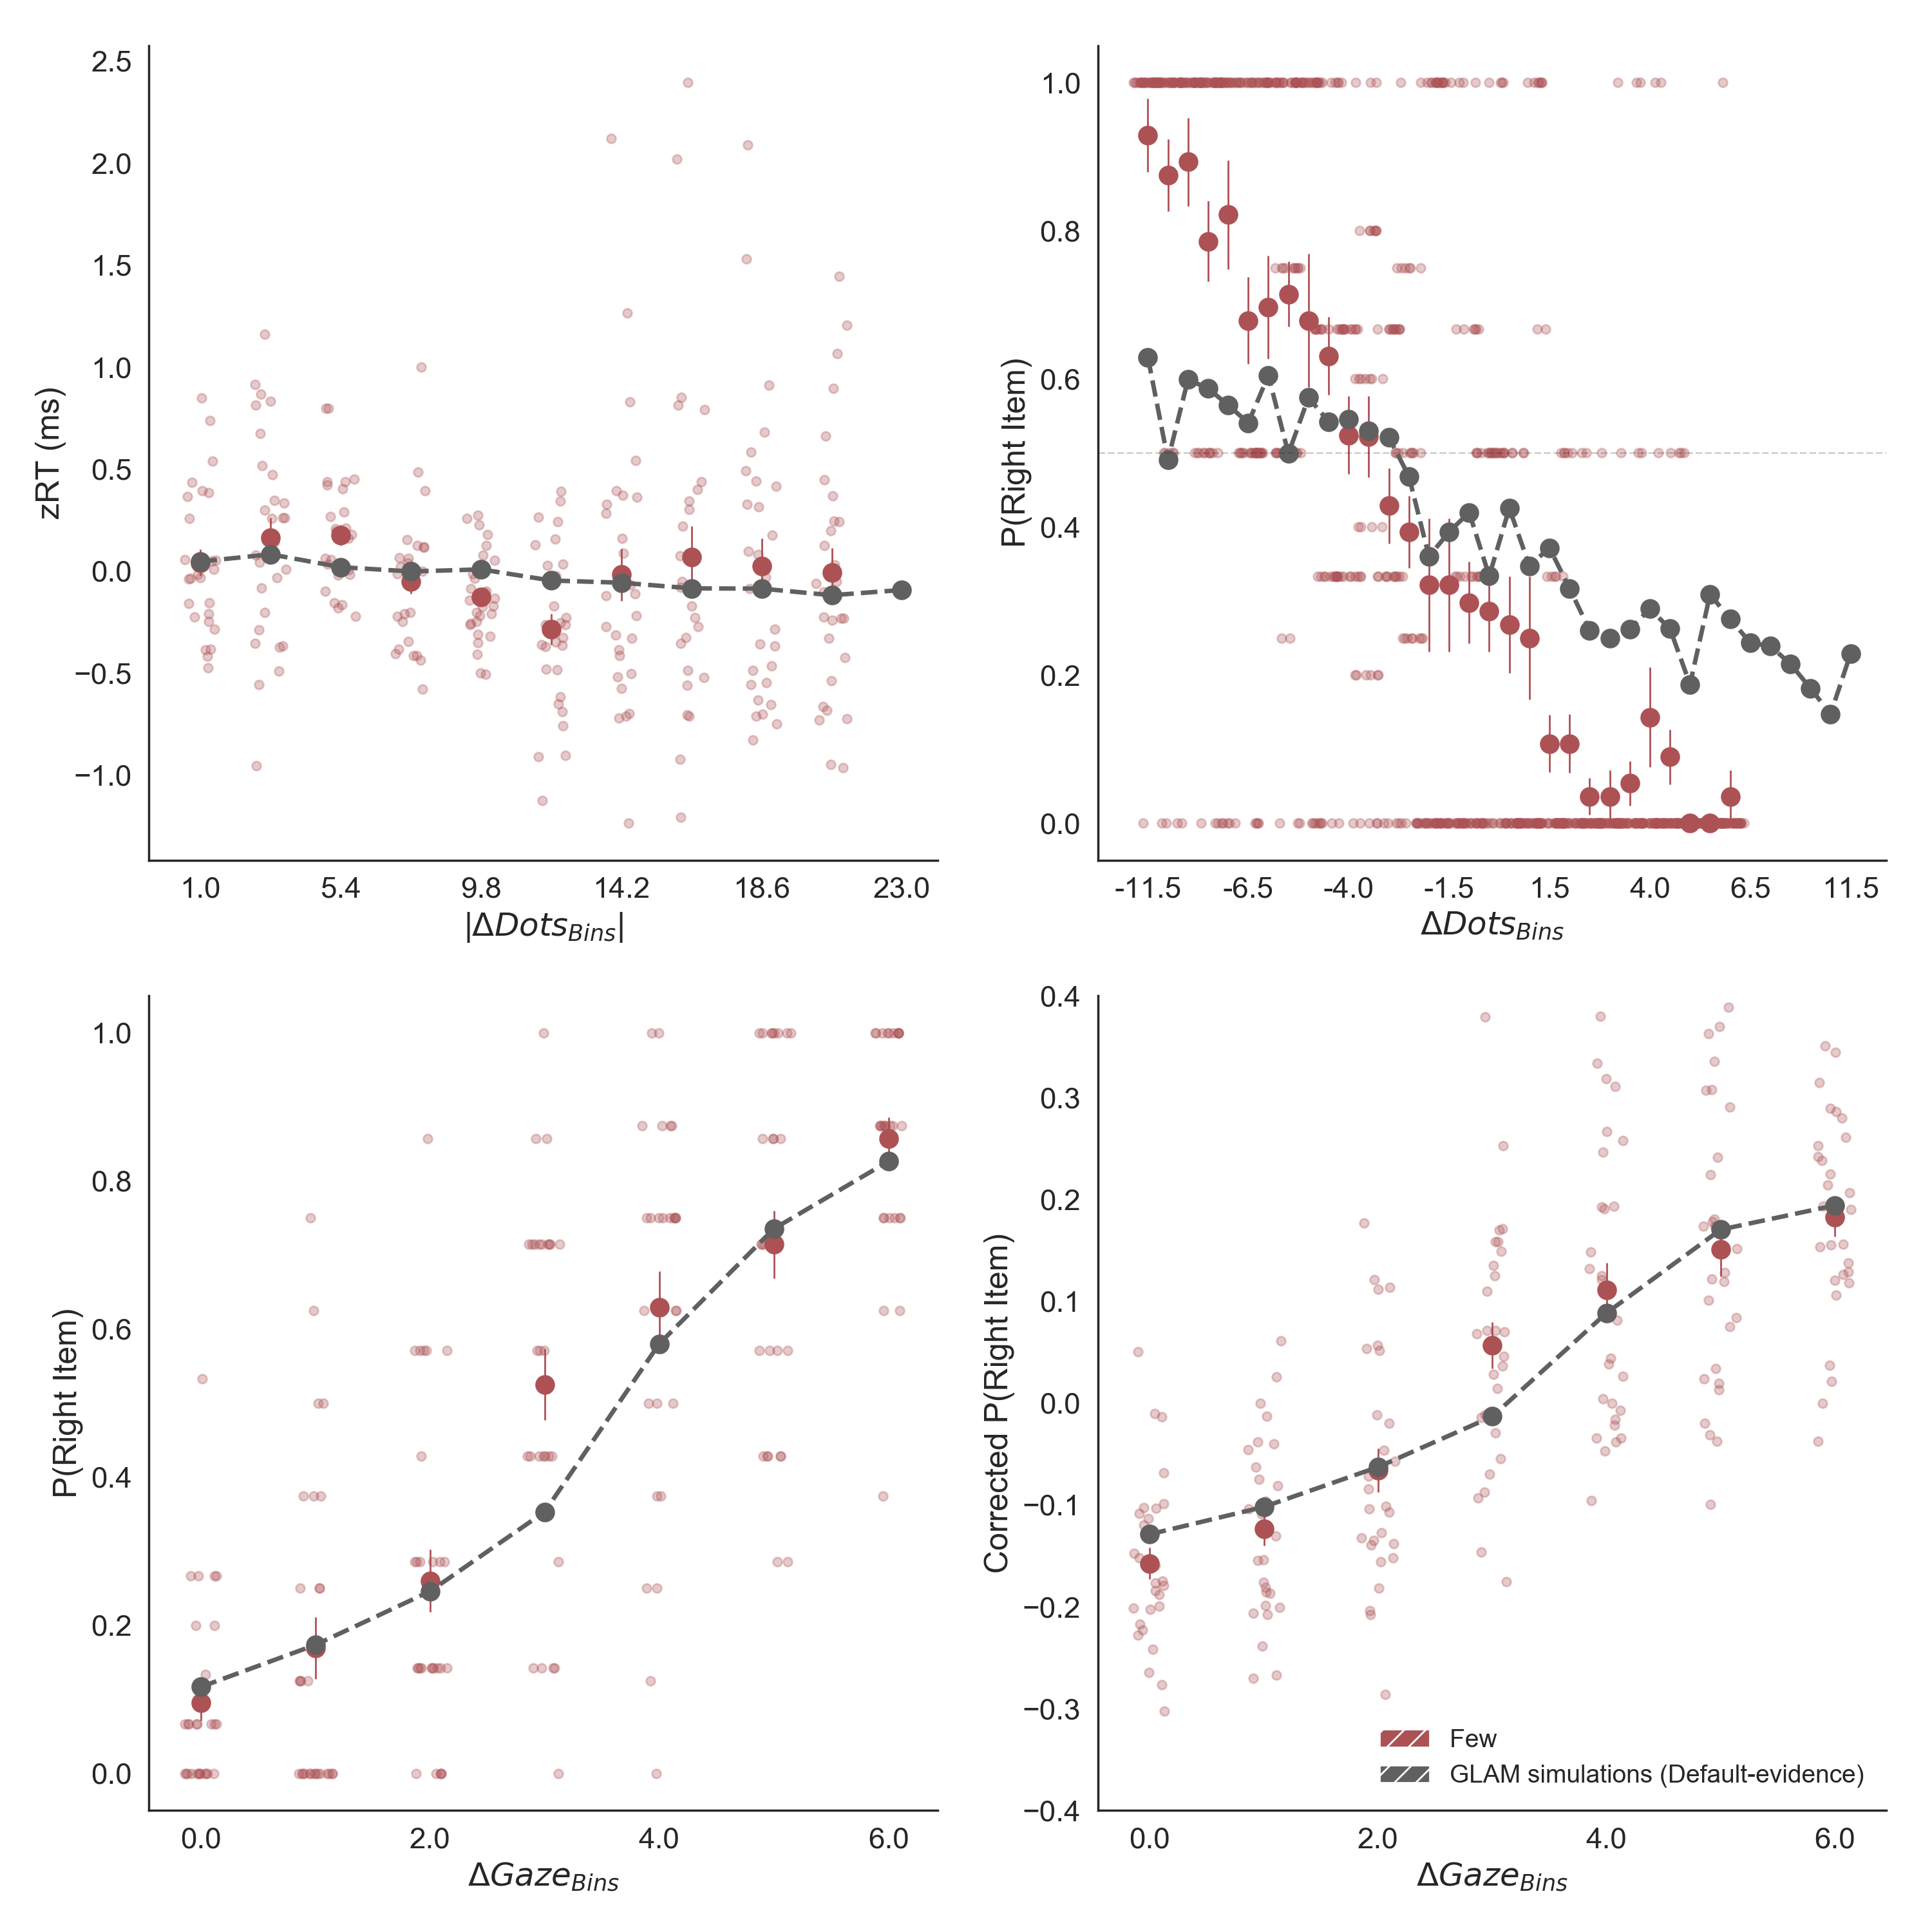 2.5
2.0
1.5
1.0
0.5
0.0
−0.5
−1.0
zRT (ms)
1.0 5.4 9.8 14.2 18.6 23.0
|ΔDots_Bins|
1.0
0.8
0.6
0.4
0.2
0.0
P(Right Item)
-11.5 -6.5 -4.0 -1.5 1.5 4.0 6.5 11.5
ΔDots_Bins
1.0
0.8
0.6
0.4
0.2
0.0
P(Right Item)
0.0 2.0 4.0 6.0
ΔGaze_Bins
0.4
0.3
0.2
0.1
0.0
−0.1
−0.2
−0.3
−0.4
Corrected P(Right Item)
Few
GLAM simulations (Default-evidence)
0.0 2.0 4.0 6.0
ΔGaze_Bins